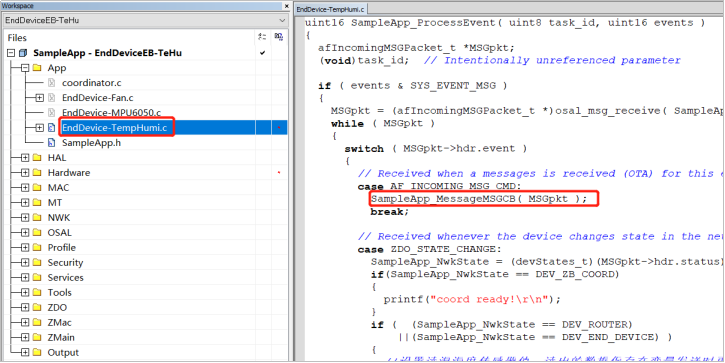 Workspace
EndDeviceEB-TeHu
Files
SampleApp - EndDeviceEB-TeHu
App
coordinator.c
EndDevice-Fan.c
EndDevice-MPU6050.c
EndDevice-TempHumi.c
SampleApp.h
HAL
Hardware
MAC
MT
NWK
OSAL
Profile
Security
Services
Tools
ZDO
ZMac
ZMain
Output
EndDevice-TempHumi.c
uint16 SampleApp_ProcessEvent( uint8 task_id, uint16 events )
{
afIncomingMSGPacket_t *MSGpkt;
(void)task_id;  // Intentionally unreferenced parameter
if ( events & SYS_EVENT_MSG )
{
MSGpkt = (afIncomingMSGPacket_t *)osal_msg_receive( SampleA
while ( MSGpkt )
{
switch ( MSGpkt->hdr.event )
{
// Received when a messages is received (OTA) for this e
case AF_INCOMING_MSG_CMD:
SampleApp_MessageMSGCB( MSGpkt );
break;
// Received whenever the device changes state in the net
case ZDO_STATE_CHANGE:
SampleApp_NwkState = (devStates_t)(MSGpkt->hdr.status)
if(SampleApp_NwkState == DEV_ZB_COORD)
{
printf("coord ready!\r\n");
}
if (  (SampleApp_NwkState == DEV_ROUTER)
||(SampleApp_NwkState == DEV_END_DEVICE) )
{